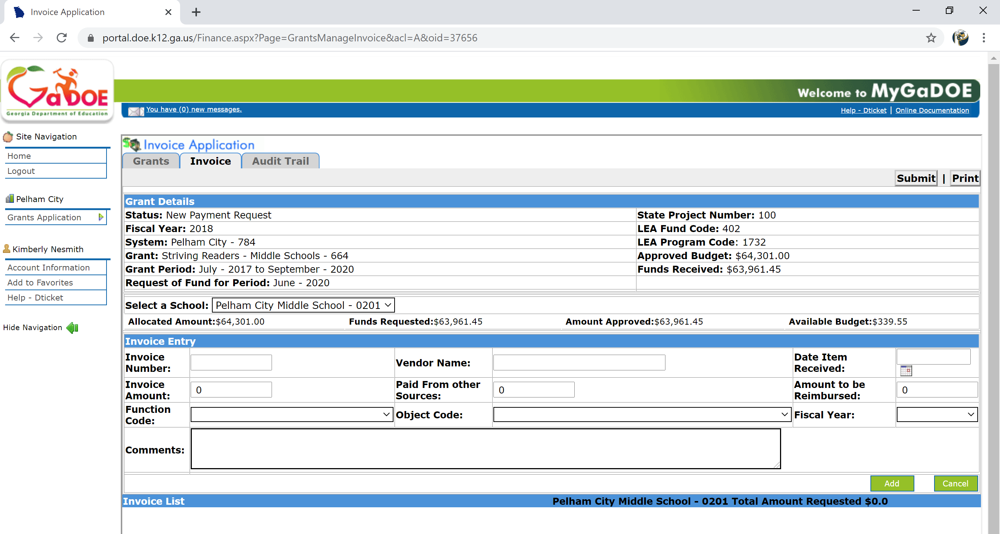 Invoice Application
portal.doe.k12.ga.us/Finance.aspx?Page=GrantsManageInvoice&acl=A&oid=37656
GaDOE
Georgia Department of Education
Welcome to MyGaDOE
You have (0) new messages.
Help - Dticket | Online Documentation
Site Navigation
Home
Logout
Pelham City
Grants Application
Kimberly Nesmith
Account Information
Add to Favorites
Help - Dticket
Hide Navigation
Invoice Application
Grants Invoice Audit Trail
Submit | Print
Grant Details
Status: New Payment Request State Project Number: 100
Fiscal Year: 2018 LEA Fund Code: 402
System: Pelham City - 784 LEA Program Code: 1732
Grant: Striving Readers - Middle Schools - 664 Approved Budget: $64,301.00
Grant Period: July - 2017 to September - 2020 Funds Received: $63,961.45
Request of Fund for Period: June - 2020
Select a School: Pelham City Middle School - 0201
Allocated Amount:$64,301.00 Funds Requested:$63,961.45 Amount Approved:$63,961.45 Available Budget:$339.55
Invoice Entry
Invoice
Number:
Vendor Name:
Date Item
Received:
Invoice
Amount:
0
Paid From other
Sources:
0
Amount to be
Reimbursed:
0
Function
Code:
Object Code:
Fiscal Year:
Comments:
Add Cancel
Invoice List Pelham City Middle School - 0201 Total Amount Requested $0.0